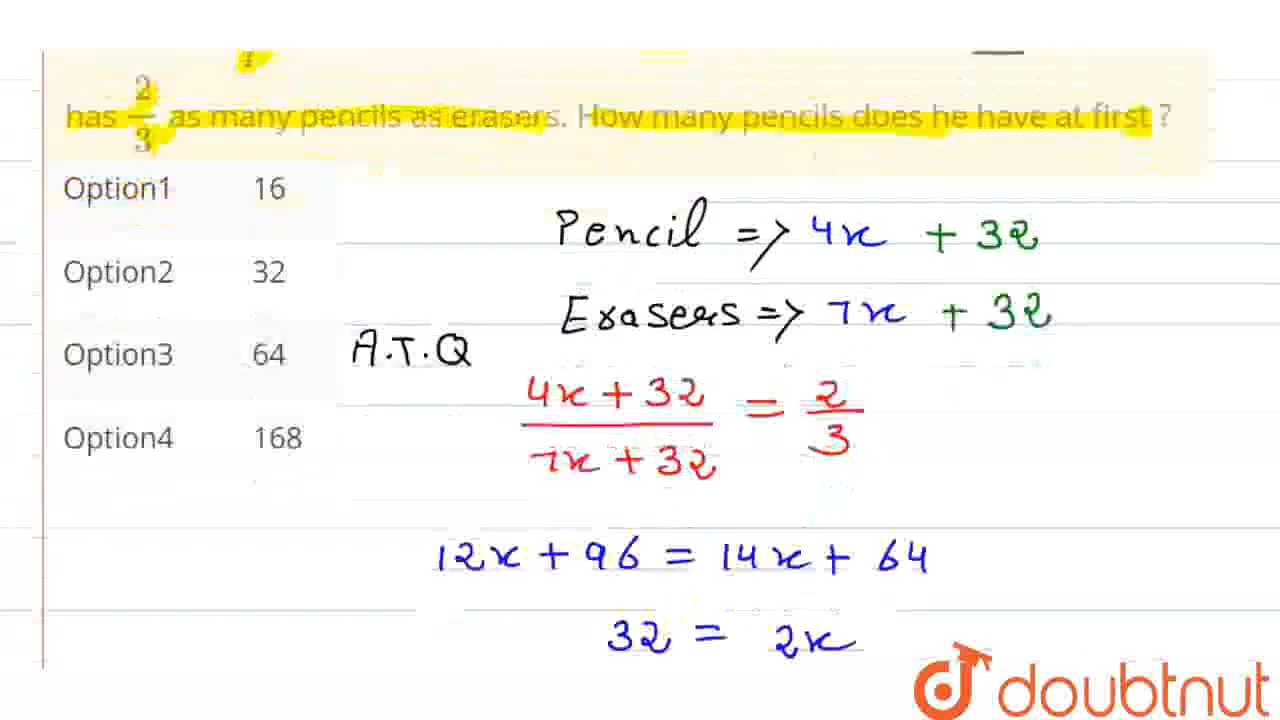 7
has 2/3 as many pencils as erasers. How many pencils does he have at first ?
Option1 16
Option2 32
Option3 64
Option4 168
Pencil => 4x + 32
Erasers => 7x + 32
A.T.Q
4x + 32 / 7x + 32 = 2/3
12x + 96 = 14x + 64
32 = 2x
doubtnut